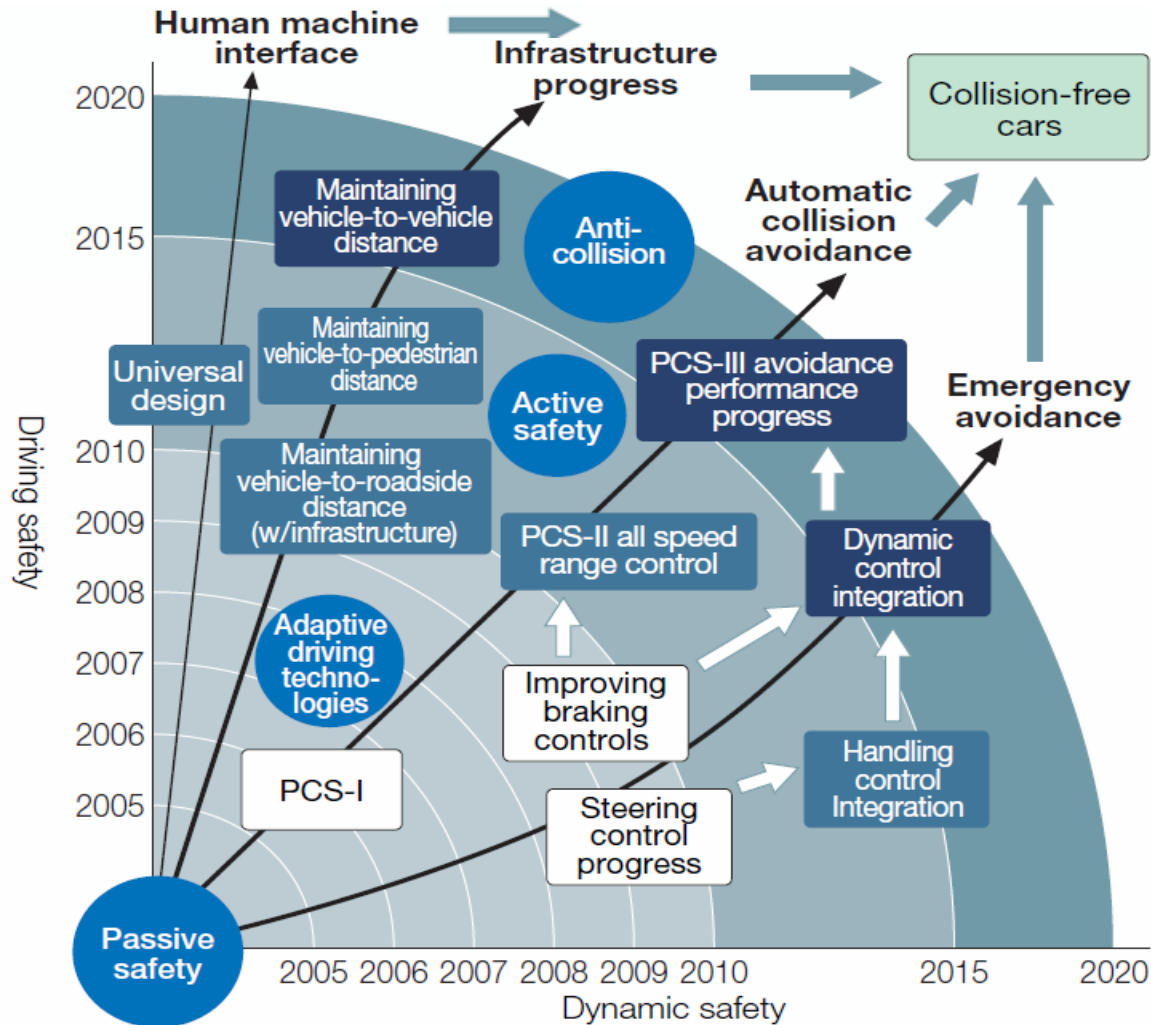 Human machine
interface
Infrastructure
progress
Collision-free
cars
2020
Maintaining
vehicle-to-vehicle
distance
Anti-
collision
Automatic
collision
avoidance
2015
Maintaining
vehicle-to-pedestrian
distance
Universal
design
Active
safety
PCS-III avoidance
performance
progress
Emergency
avoidance
Driving safety
2010
Maintaining
vehicle-to-roadside
distance
(w/infrastructure)
2009
PCS-II all speed
range control
Dynamic
control
integration
2008
Adaptive
driving
techno-
logies
2007
Improving
braking
controls
2006
Handling
control
Integration
PCS-I
2005
Steering
control
progress
Passive
safety
2005
2006
2007
2008
2009
2010
2015
2020
Dynamic safety